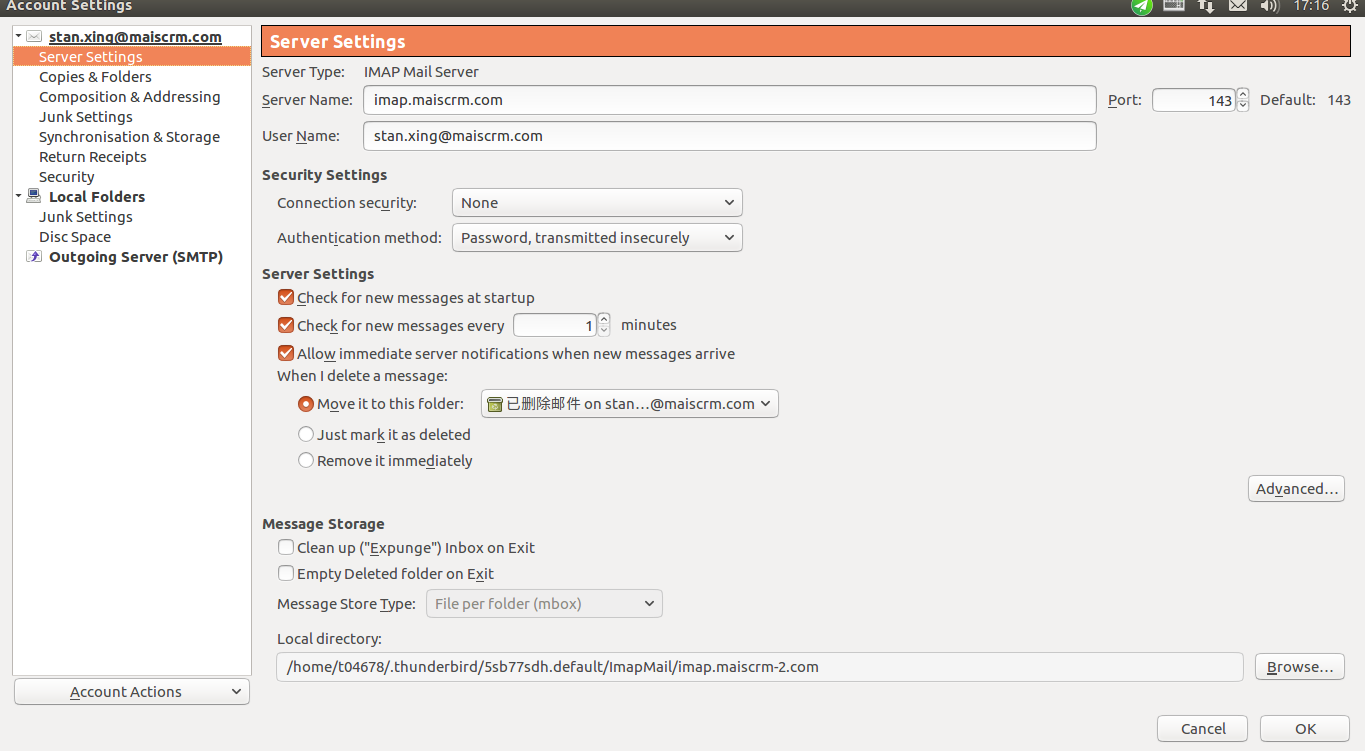 Account Settings
17:16
stan.xing@maiscrm.com
Server Settings
Copies & Folders
Composition & Addressing
Junk Settings
Synchronisation & Storage
Return Receipts
Security
Local Folders
Junk Settings
Disc Space
Outgoing Server (SMTP)
Account Actions
Server Settings
Server Type: IMAP Mail Server
Server Name: imap.maiscrm.com Port: 143 Default: 143
User Name: stan.xing@maiscrm.com
Security Settings
Connection security: None
Authentication method: Password, transmitted insecurely
Server Settings
Check for new messages at startup
Check for new messages every 1 minutes
Allow immediate server notifications when new messages arrive
When I delete a message:
Move it to this folder: 已删除邮件 on stan...@maiscrm.com
Just mark it as deleted
Remove it immediately
Advanced...
Message Storage
Clean up ("Expunge") Inbox on Exit
Empty Deleted folder on Exit
Message Store Type: File per folder (mbox)
Local directory:
/home/t04678/.thunderbird/5sb77sdh.default/ImapMail/imap.maiscrm-2.com Browse...
Cancel OK